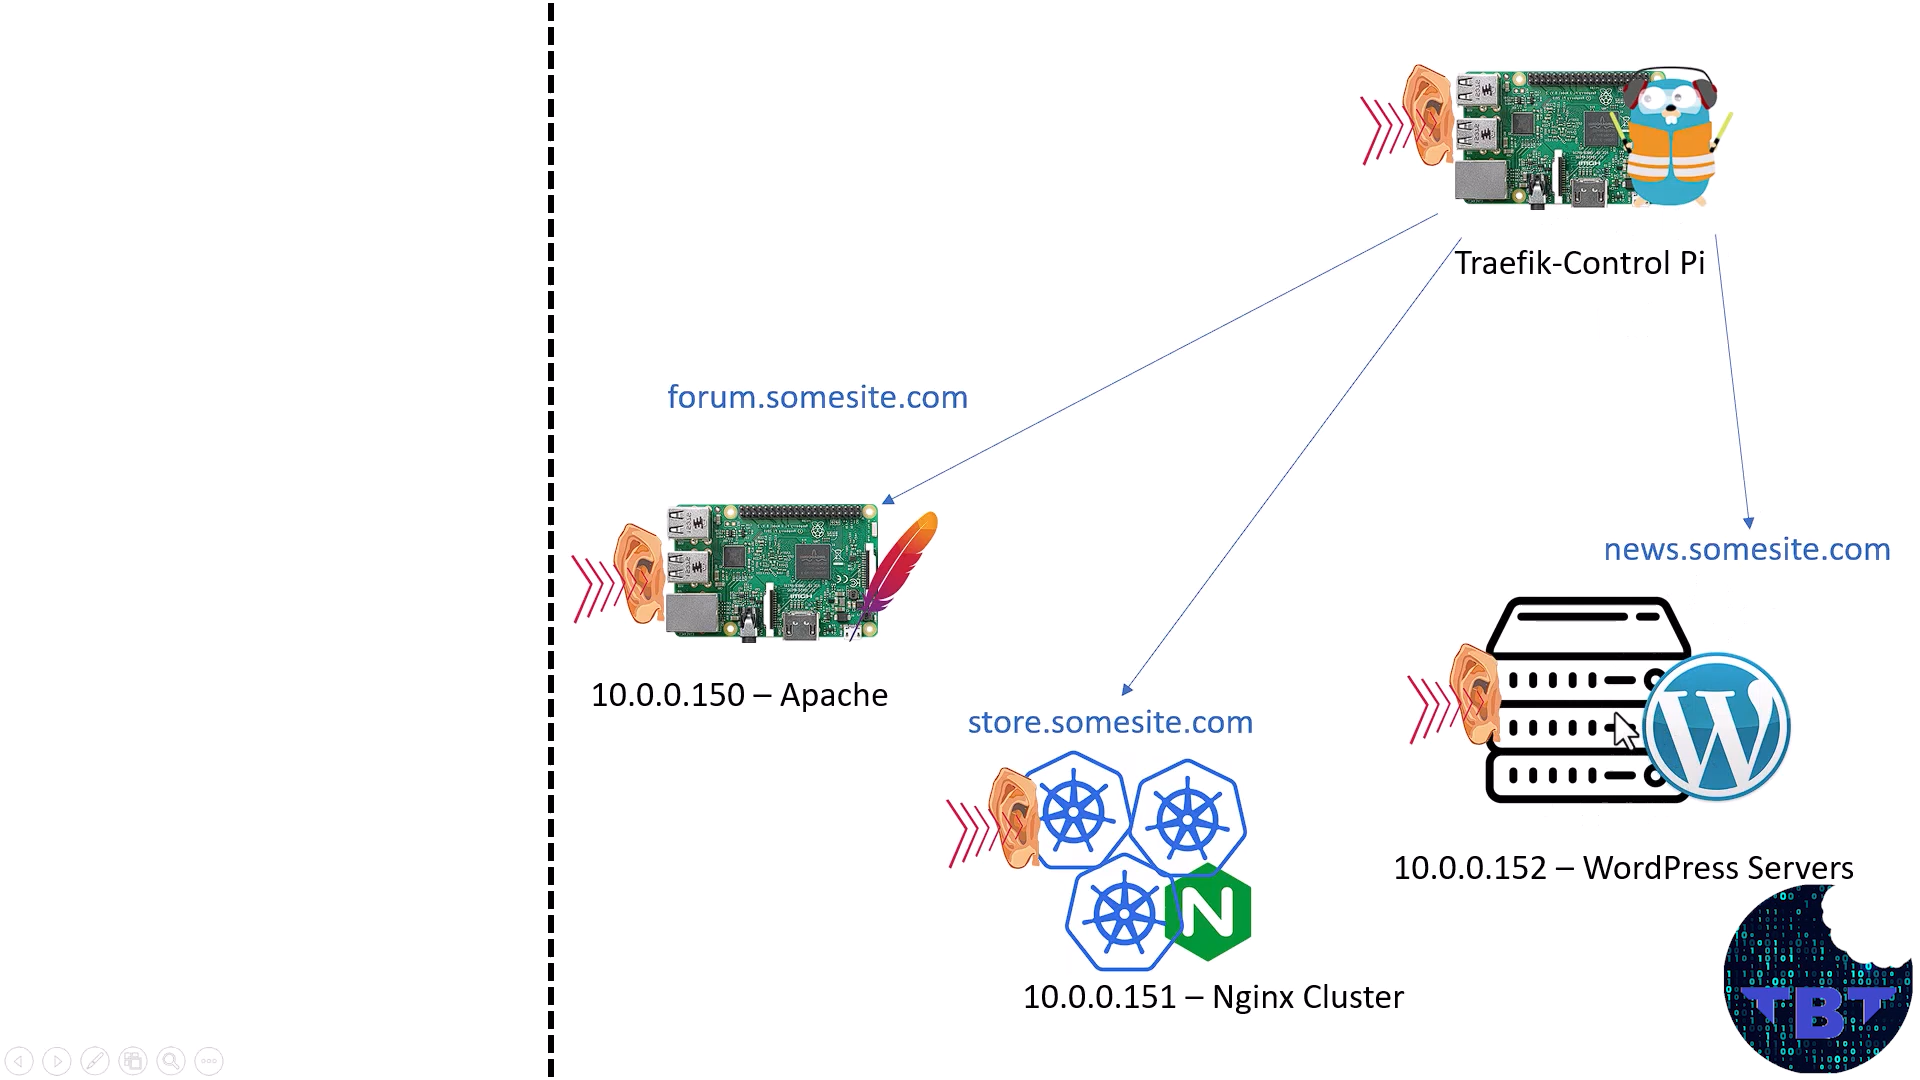 Traefik-Control Pi
forum.somesite.com
news.somesite.com
10.0.0.150 – Apache
store.somesite.com
10.0.0.152 – WordPress Servers
10.0.0.151 – Nginx Cluster
TBT